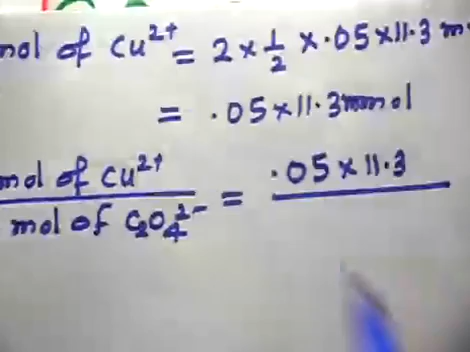 mol of Cu²⁺ = 2 × 1/2 × .05 × 11.3 m
= .05 × 11.3 mmol
mol of Cu²⁺ / mol of C₂O₄²⁻ = .05 × 11.3